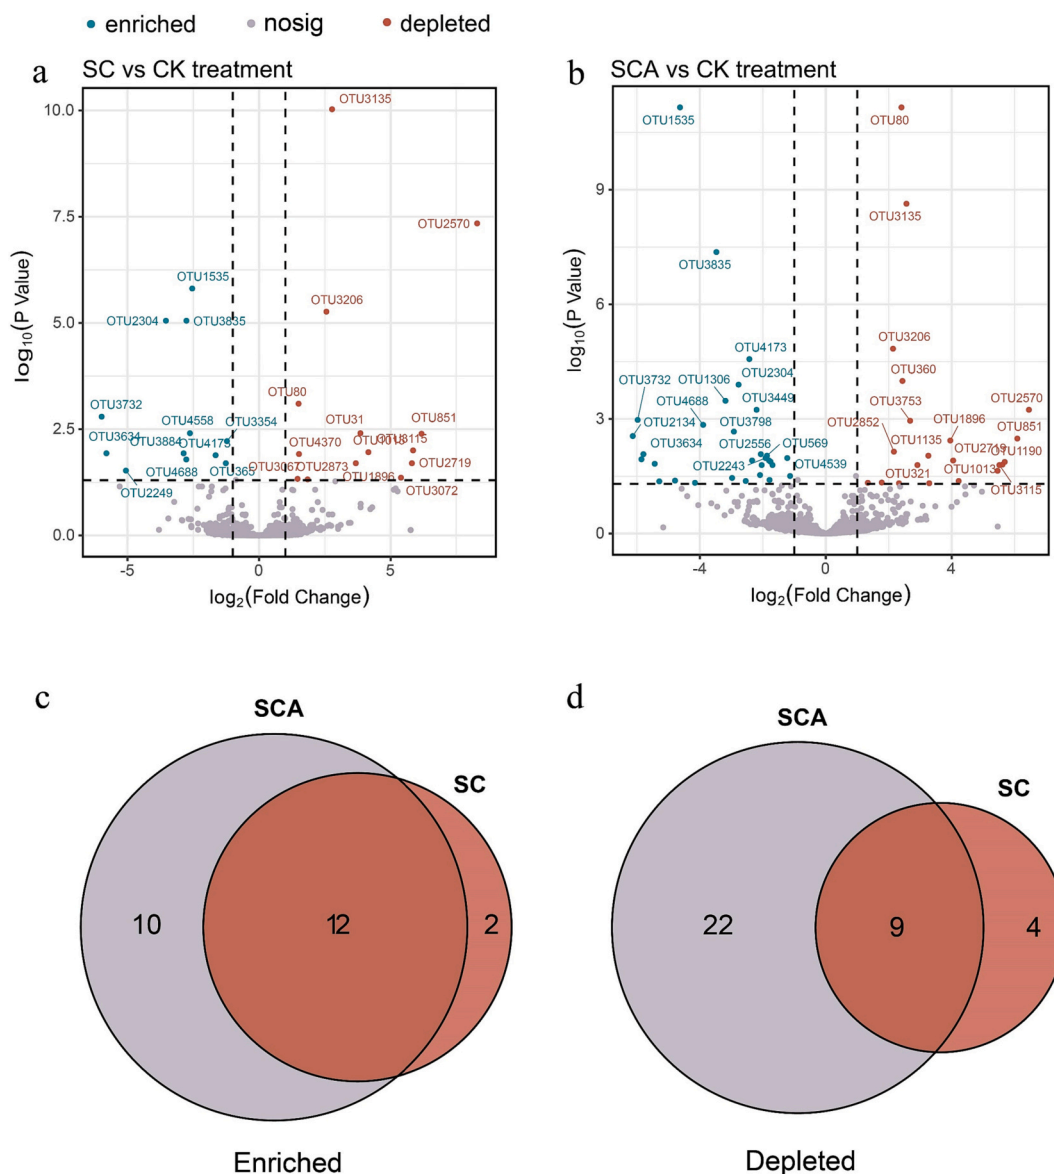 enriched nosig depleted
a SC vs CK treatment
OTU3135
OTU2570
OTU1535
OTU3206
OTU2304 OTU3835
OTU80
OTU3732
OTU4558 OTU3354
OTU31 OTU851
OTU3634 OTU3884 OTU4173
OTU4370 OTU1013 OTU3115
OTU4688 OTU365
OTU3067 OTU2873 OTU2719
OTU2249
OTU1896
OTU3072
10.0
7.5
5.0
2.5
0.0
-5 0 5
log10(P Value)
log2(Fold Change)
b SCA vs CK treatment
OTU1535
OTU80
OTU3135
OTU3835
OTU3206
OTU4173
OTU2304
OTU360
OTU3732 OTU1306
OTU4688 OTU3449
OTU3753 OTU2570
OTU2134 OTU3798
OTU2852 OTU1896 OTU851
OTU3634 OTU2556 OTU569
OTU1135 OTU2719 OTU1190
OTU2243 OTU4539
OTU321 OTU1013
OTU3115
9
6
3
0
-4 0 4
log10(P Value)
log2(Fold Change)
c
SCA
SC
10 12 2
Enriched
d
SCA
SC
22 9 4
Depleted